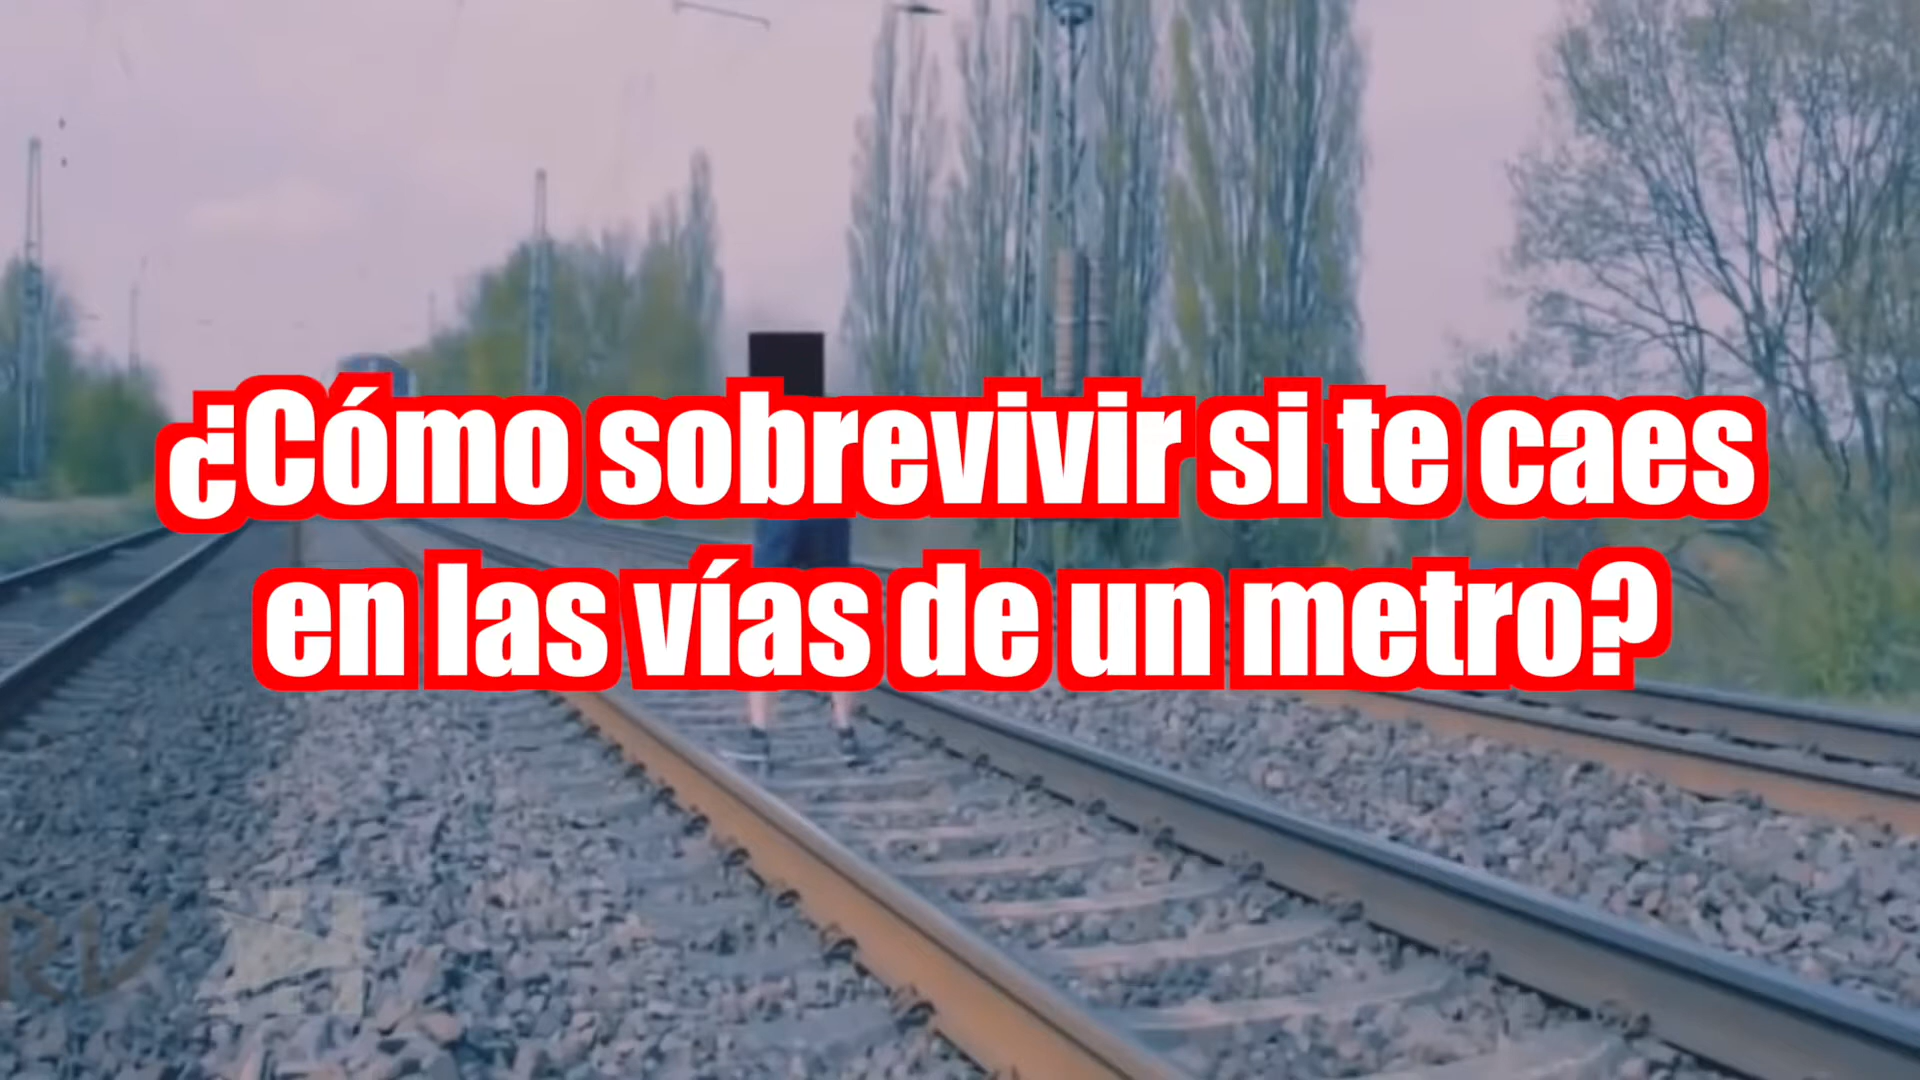 ¿Cómo sobrevivir si te caes
en las vías de un metro?